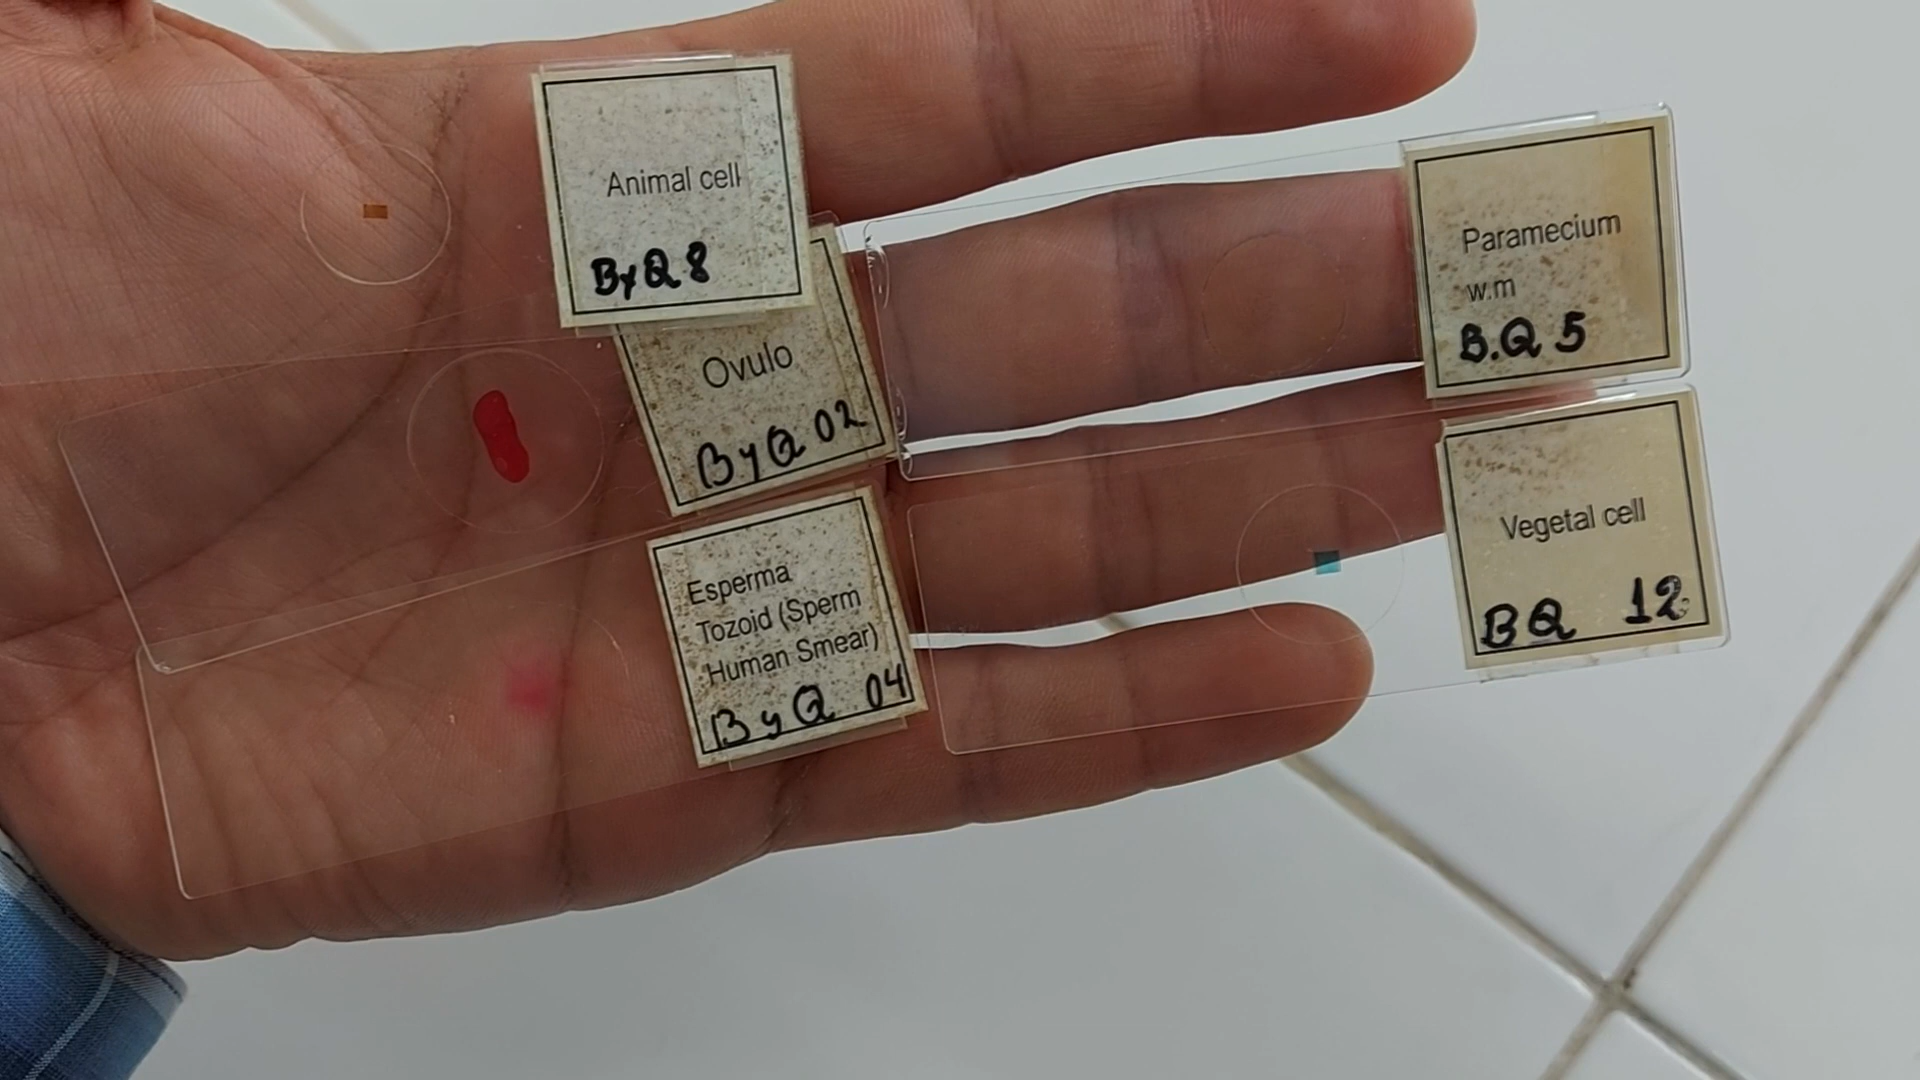 Animal cell
ByQ 8
Ovulo
ByQ 02
Esperma
Tozoid (Sperm
Human Smear)
ByQ 04
Paramecium
w.m
B.Q 5
Vegetal cell
BQ 12